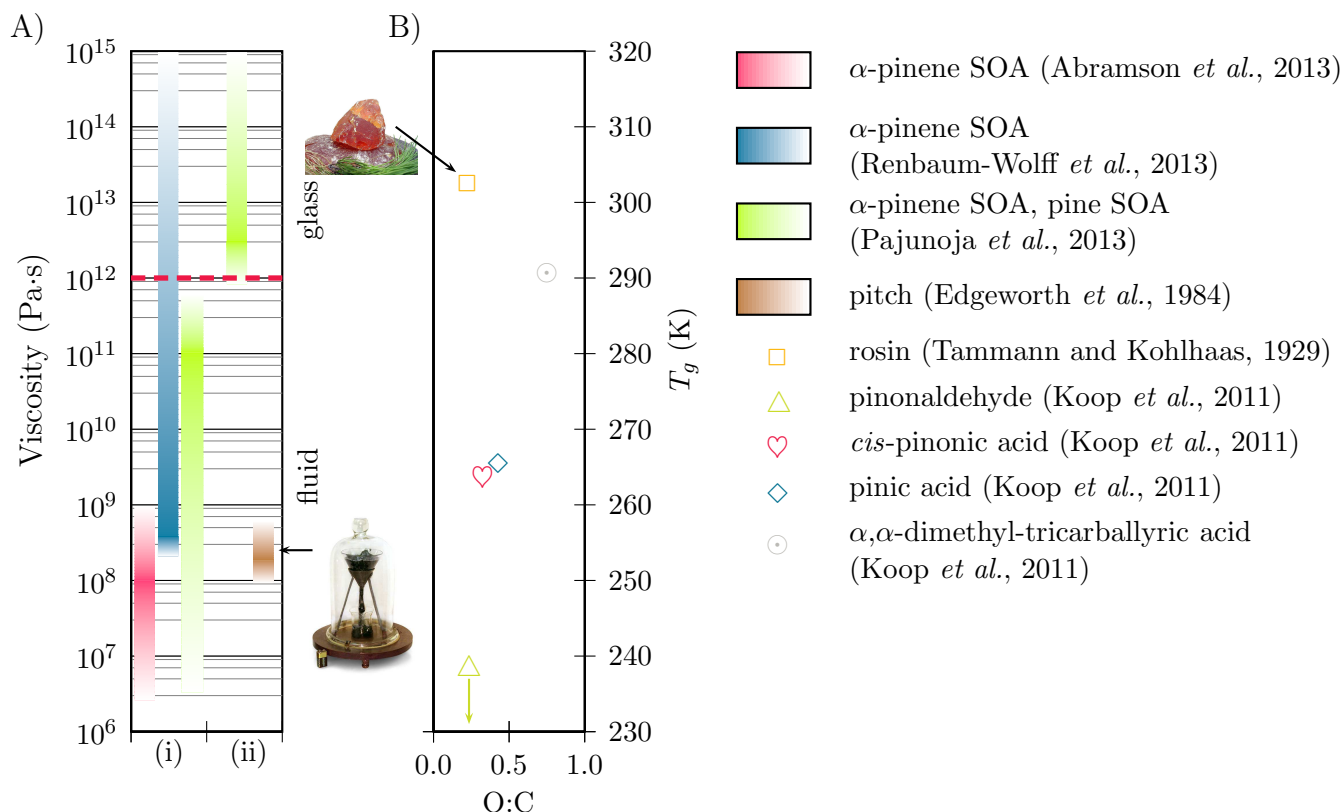 A)
10^15
10^14
10^13
10^12
10^11
10^10
10^9
10^8
10^7
10^6
Viscosity (Pa·s)
(i)
(ii)
glass
fluid
B)
320
310
300
290
280
270
260
250
240
230
T_g (K)
0.0
0.5
1.0
O:C
α-pinene SOA (Abramson et al., 2013)
α-pinene SOA
(Renbaum-Wolff et al., 2013)
α-pinene SOA, pine SOA
(Pajunoja et al., 2013)
pitch (Edgeworth et al., 1984)
rosin (Tammann and Kohlhaas, 1929)
pinonaldehyde (Koop et al., 2011)
cis-pinonic acid (Koop et al., 2011)
pinic acid (Koop et al., 2011)
α,α-dimethyl-tricarballyric acid
(Koop et al., 2011)